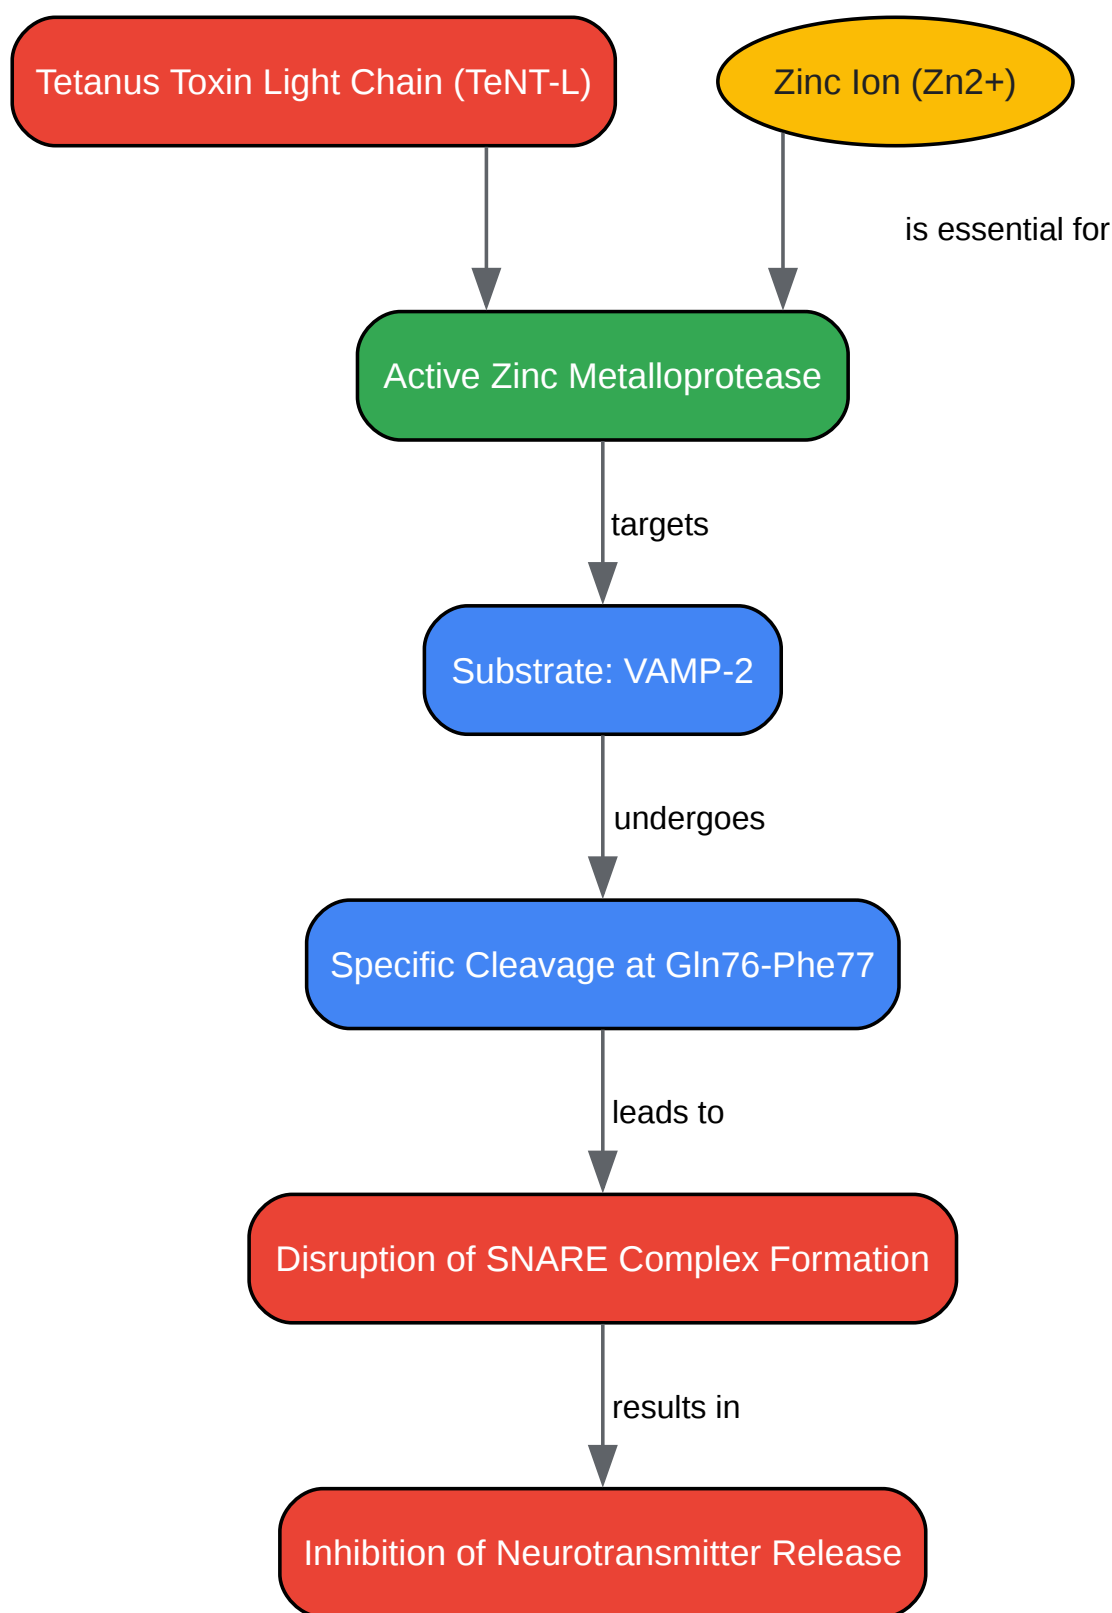 Tetanus Toxin Light Chain (TeNT-L)
Zinc Ion (Zn2+)
is essential for
Active Zinc Metalloprotease
targets
Substrate: VAMP-2
undergoes
Specific Cleavage at Gln76-Phe77
leads to
Disruption of SNARE Complex Formation
results in
Inhibition of Neurotransmitter Release